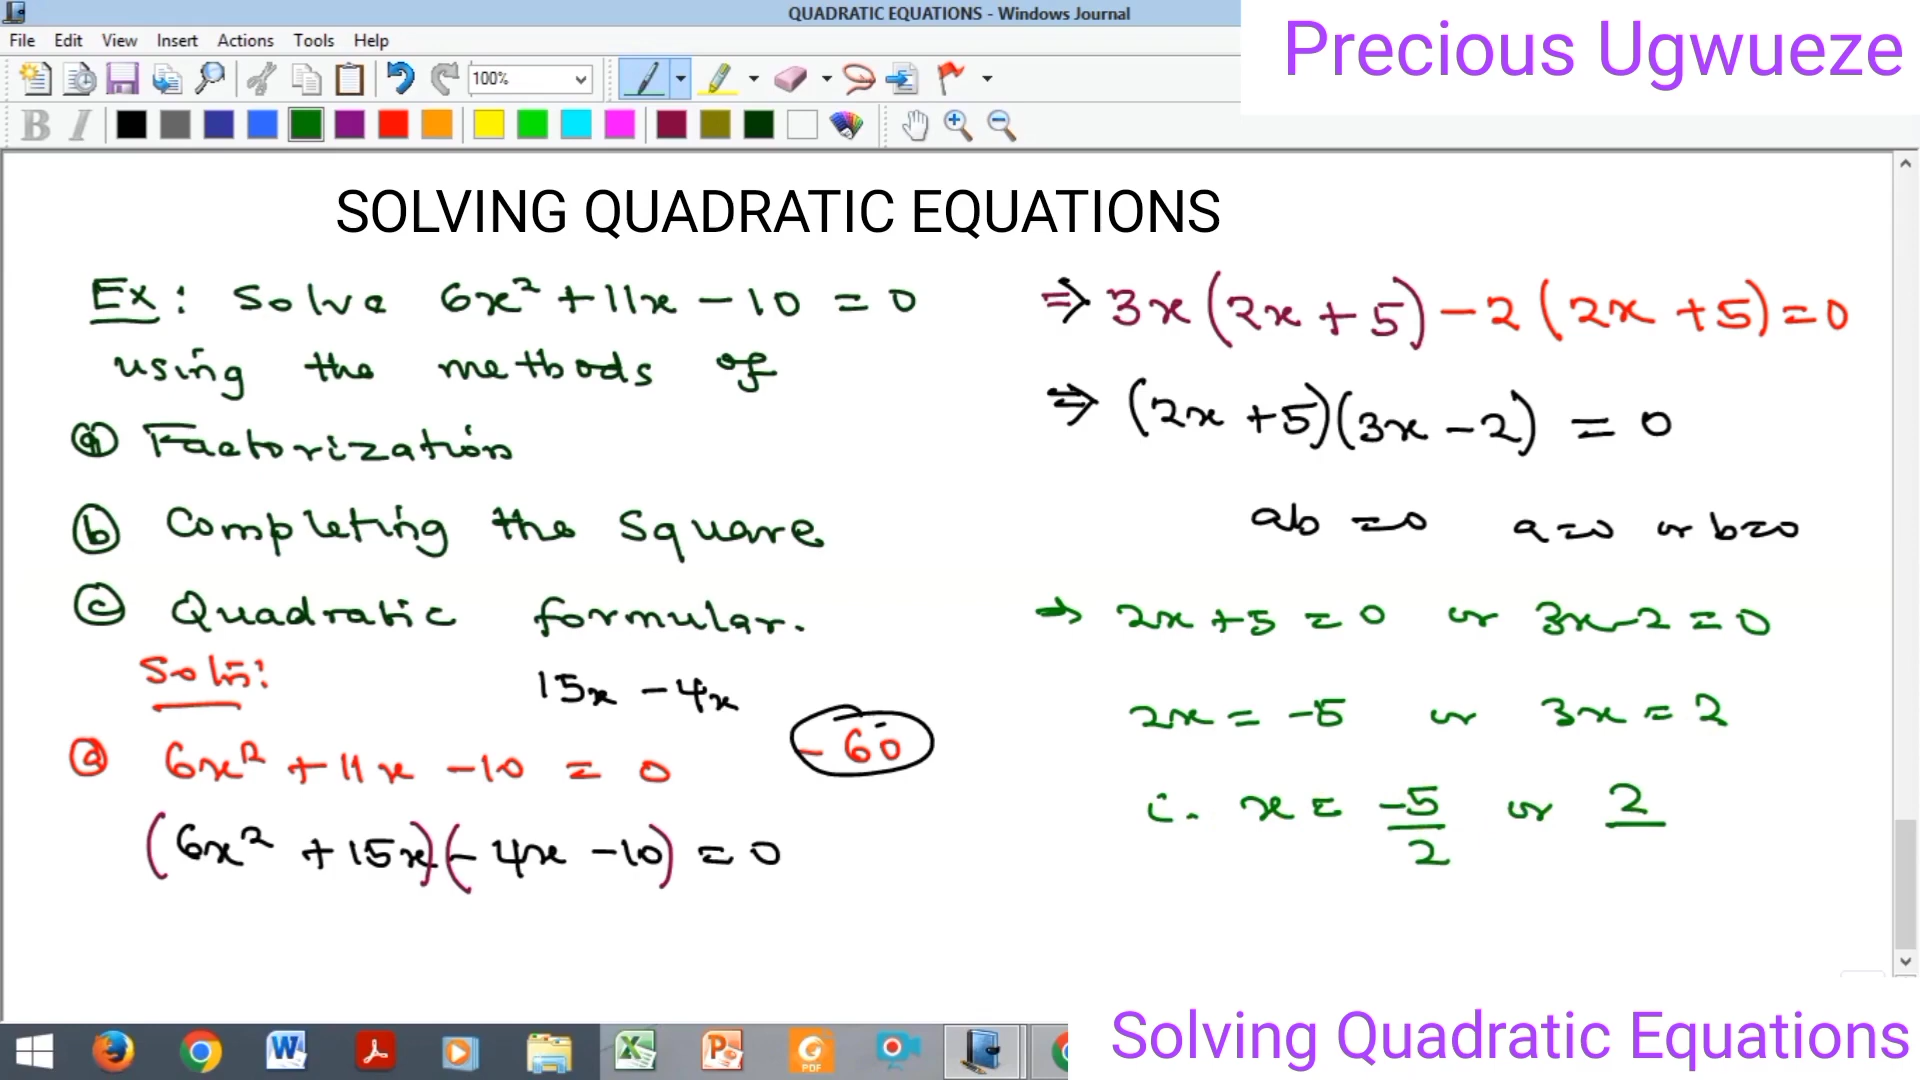 QUADRATIC EQUATIONS - Windows Journal
File Edit View Insert Actions Tools Help
Precious Ugwueze
100%
B I
SOLVING QUADRATIC EQUATIONS
Ex: Solve 6x² + 11x - 10 = 0
using the methods of
(a) Factorization
(b) Completing the Square
(c) Quadratic formular.
Soln:
15x - 4x
- 60
(a) 6x² + 11x - 10 = 0
(6x² + 15x)(- 4x - 10) = 0
⇒ 3x(2x + 5) - 2(2x + 5) = 0
⇒ (2x + 5)(3x - 2) = 0
ab = 0 a = 0 or b = 0
⇒ 2x + 5 = 0 or 3x - 2 = 0
2x = -5 or 3x = 2
∴ x = -5/2 or 2/
PDF
Solving Quadratic Equations